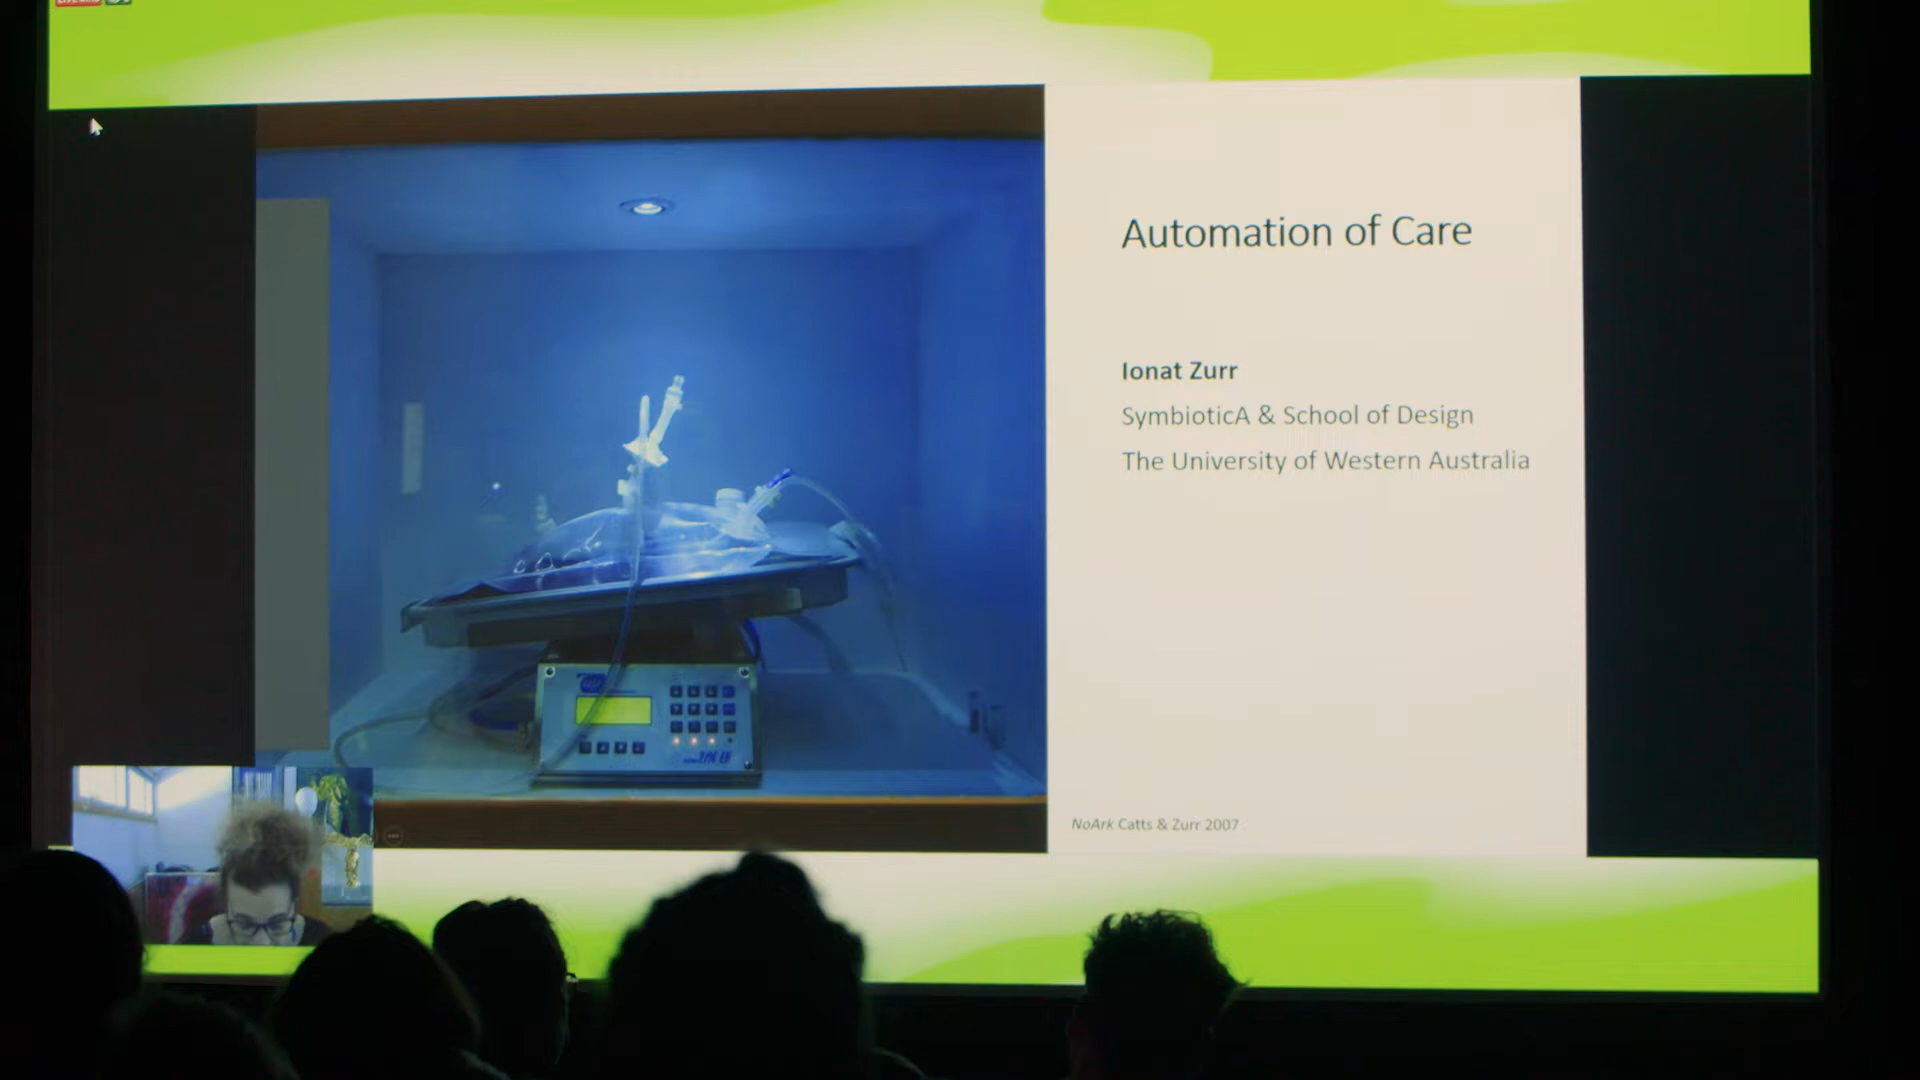 Automation of Care
Ionat Zurr
SymbioticA & School of Design
The University of Western Australia
NoArk Catts & Zurr 2007